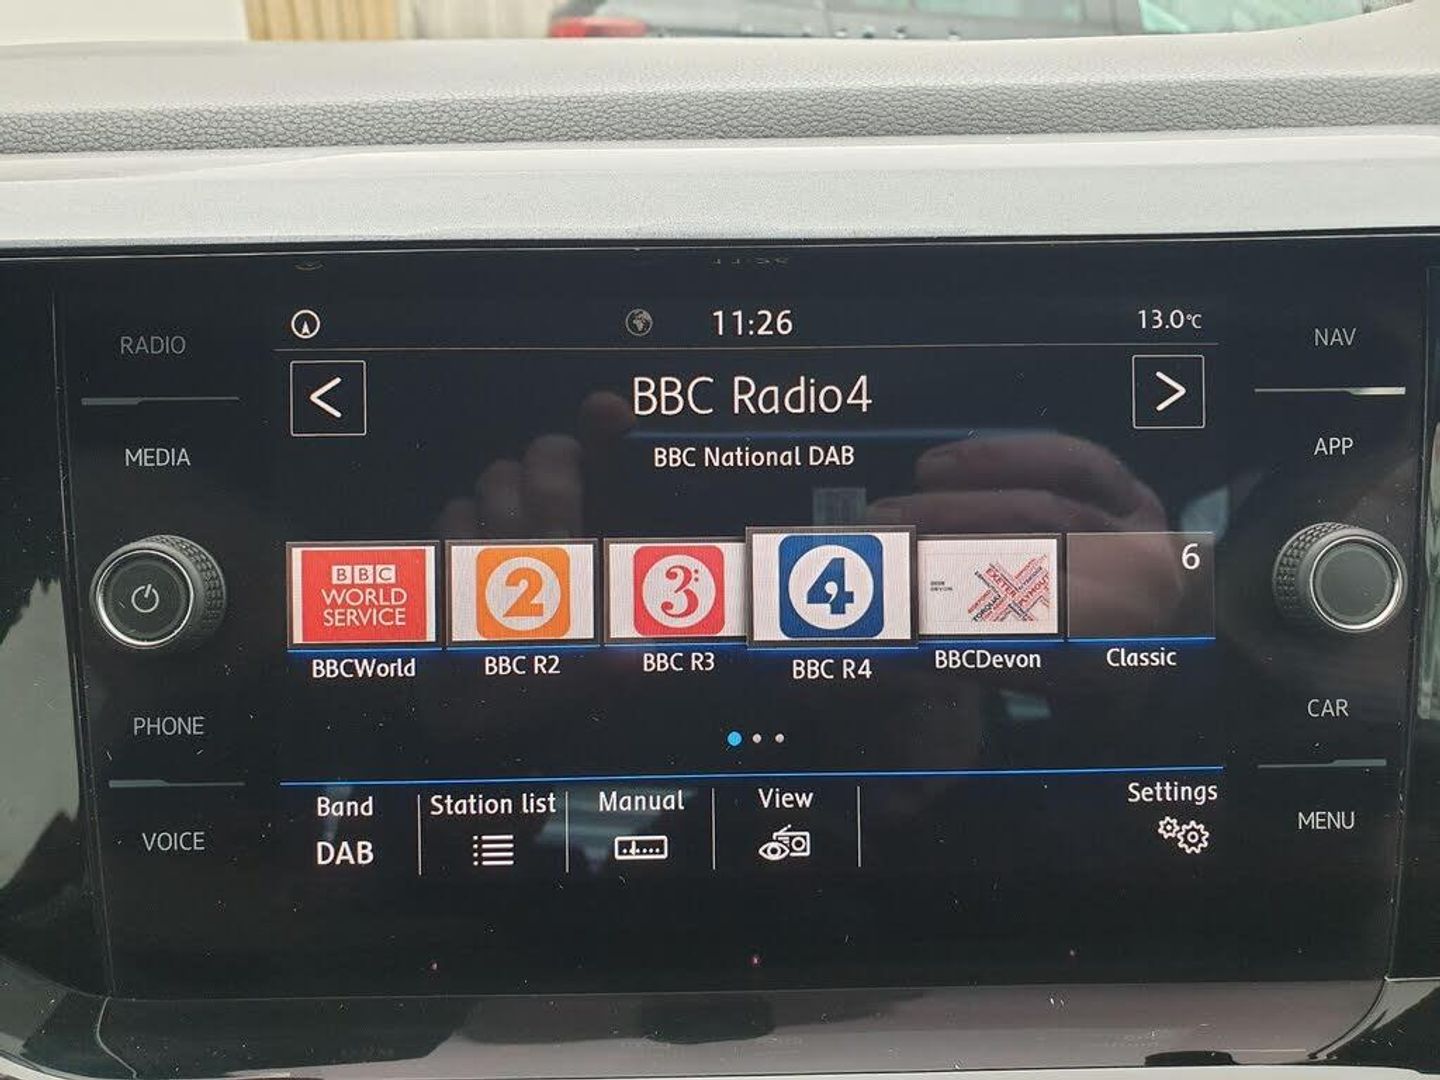 11:26
13.0°C
RADIO
NAV
<
BBC Radio4
>
MEDIA
BBC National DAB
APP
BBC
WORLD
SERVICE
2
3
4
6
BBCWorld
BBC R2
BBC R3
BBC R4
BBCDevon
Classic
PHONE
CAR
Band
Station list
Manual
View
Settings
DAB
VOICE
MENU